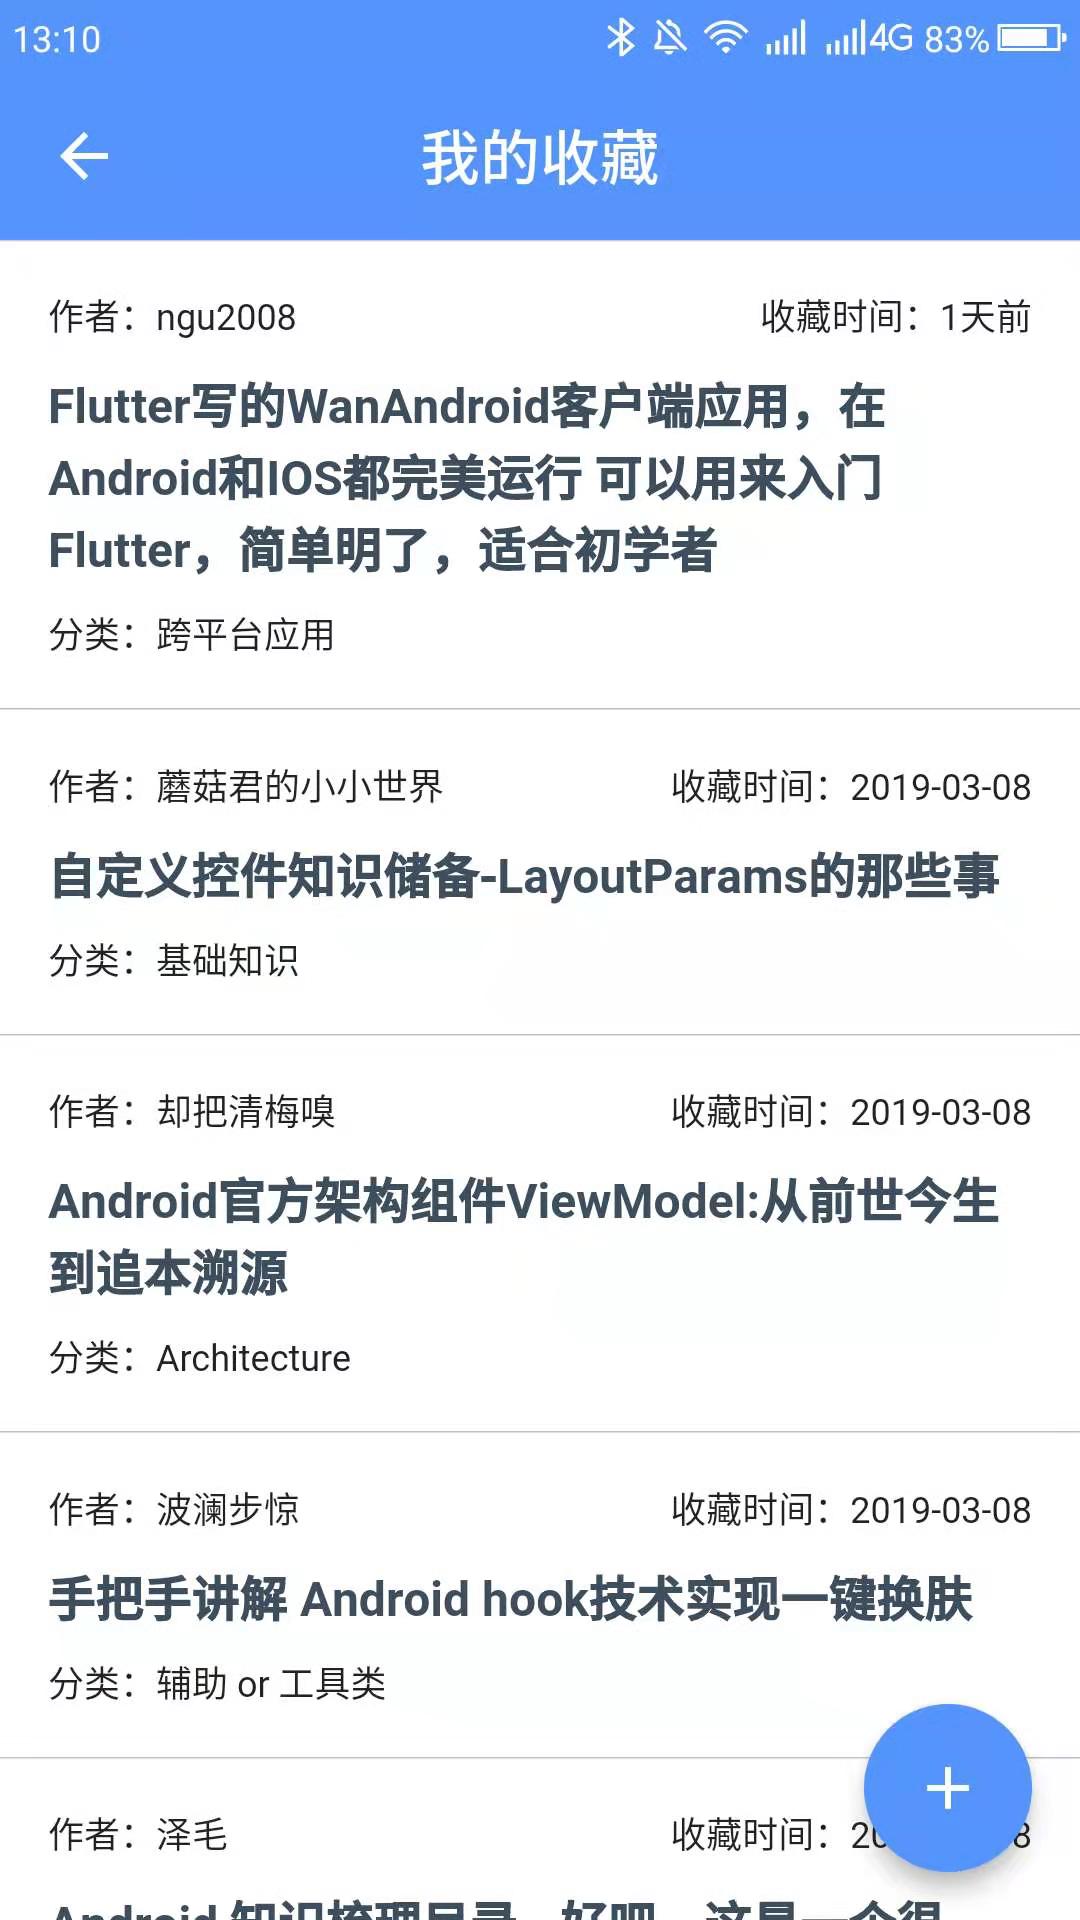 13:10
4G 83%
我的收藏
作者：ngu2008
收藏时间：1天前
Flutter写的WanAndroid客户端应用，在
Android和IOS都完美运行 可以用来入门
Flutter，简单明了，适合初学者
分类：跨平台应用
作者：蘑菇君的小小世界
收藏时间：2019-03-08
自定义控件知识储备-LayoutParams的那些事
分类：基础知识
作者：却把清梅嗅
收藏时间：2019-03-08
Android官方架构组件ViewModel:从前世今生
到追本溯源
分类：Architecture
作者：波澜步惊
收藏时间：2019-03-08
手把手讲解 Android hook技术实现一键换肤
分类：辅助 or 工具类
作者：泽毛
收藏时间：
Android 知识梳理目录